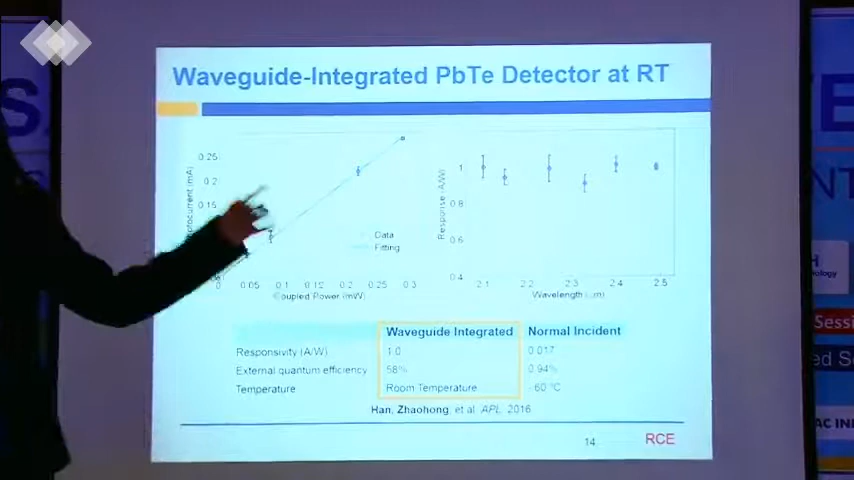 Waveguide-Integrated PbTe Detector at RT
0.25
0.2
0.15
Data
Fitting
0.05 0.1 0.15 0.2 0.25 0.3
Coupled Power (mW)
Response (A/W)
1
0.8
0.6
0.4
2.1 2.2 2.3 2.4 2.5
Wavelength (μm)
Waveguide Integrated Normal Incident
Responsivity (A/W) 1.0 0.017
External quantum efficiency 58% 0.94%
Temperature Room Temperature -60 °C
Han, Zhaohong, et al. APL, 2016
14 RCE